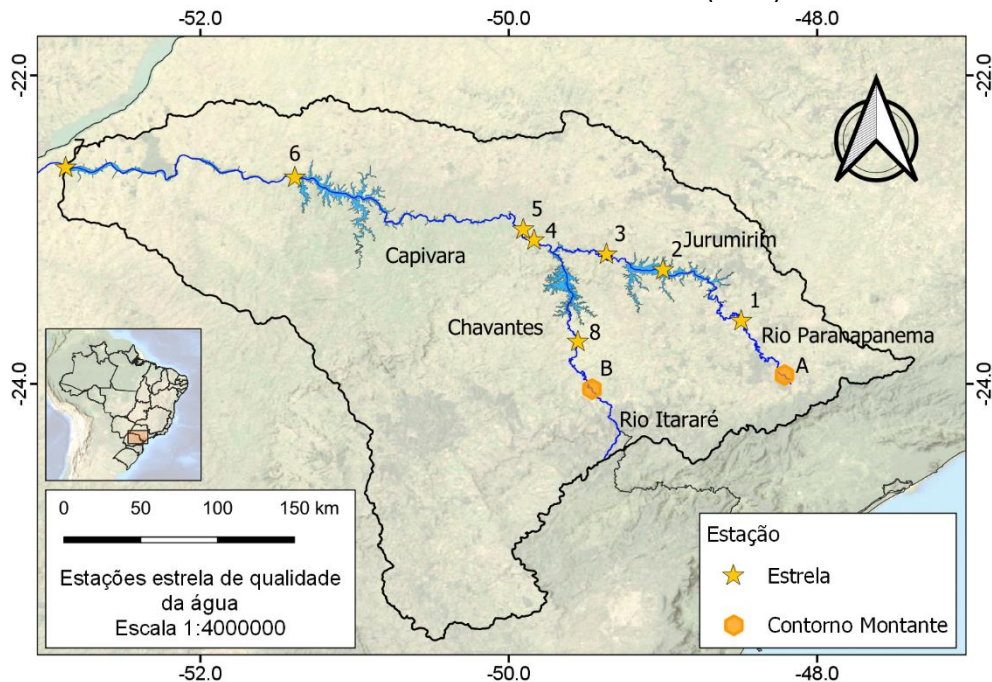 -52.0
-50.0
-48.0
-22.0
-22.0
6
5
4
3
2
Jurumirim
Capivara
1
Chavantes
Rio Paranapanema
8
A
B
-24.0
-24.0
Rio Itararé
0 50 100 150 km
Estações estrela de qualidade
da água
Escala 1:4000000
Estação
Estrela
Contorno Montante
-52.0
-50.0
-48.0